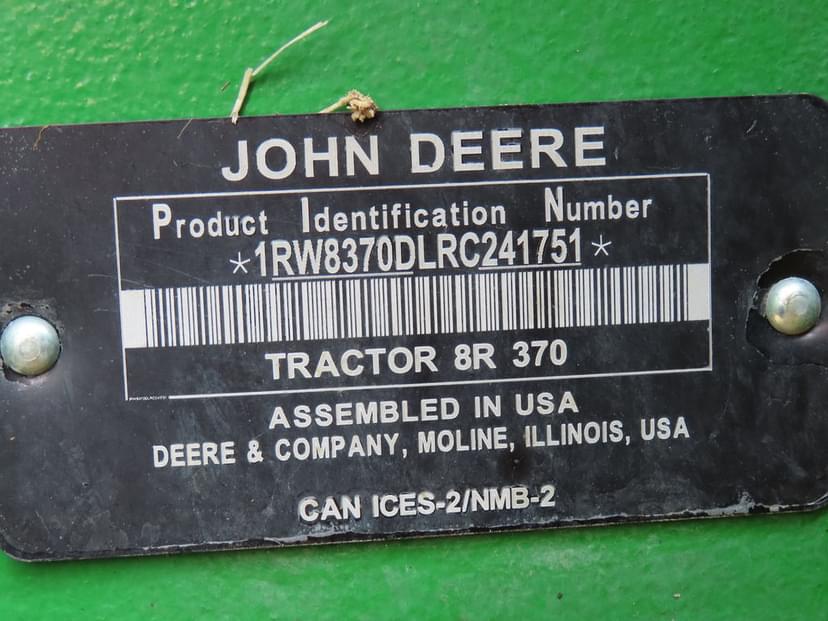 JOHN DEERE
Product Identification Number
*1RW8370DLRC241751*
TRACTOR 8R 370
ASSEMBLED IN USA
DEERE & COMPANY, MOLINE, ILLINOIS, USA
CAN ICES-2/NMB-2